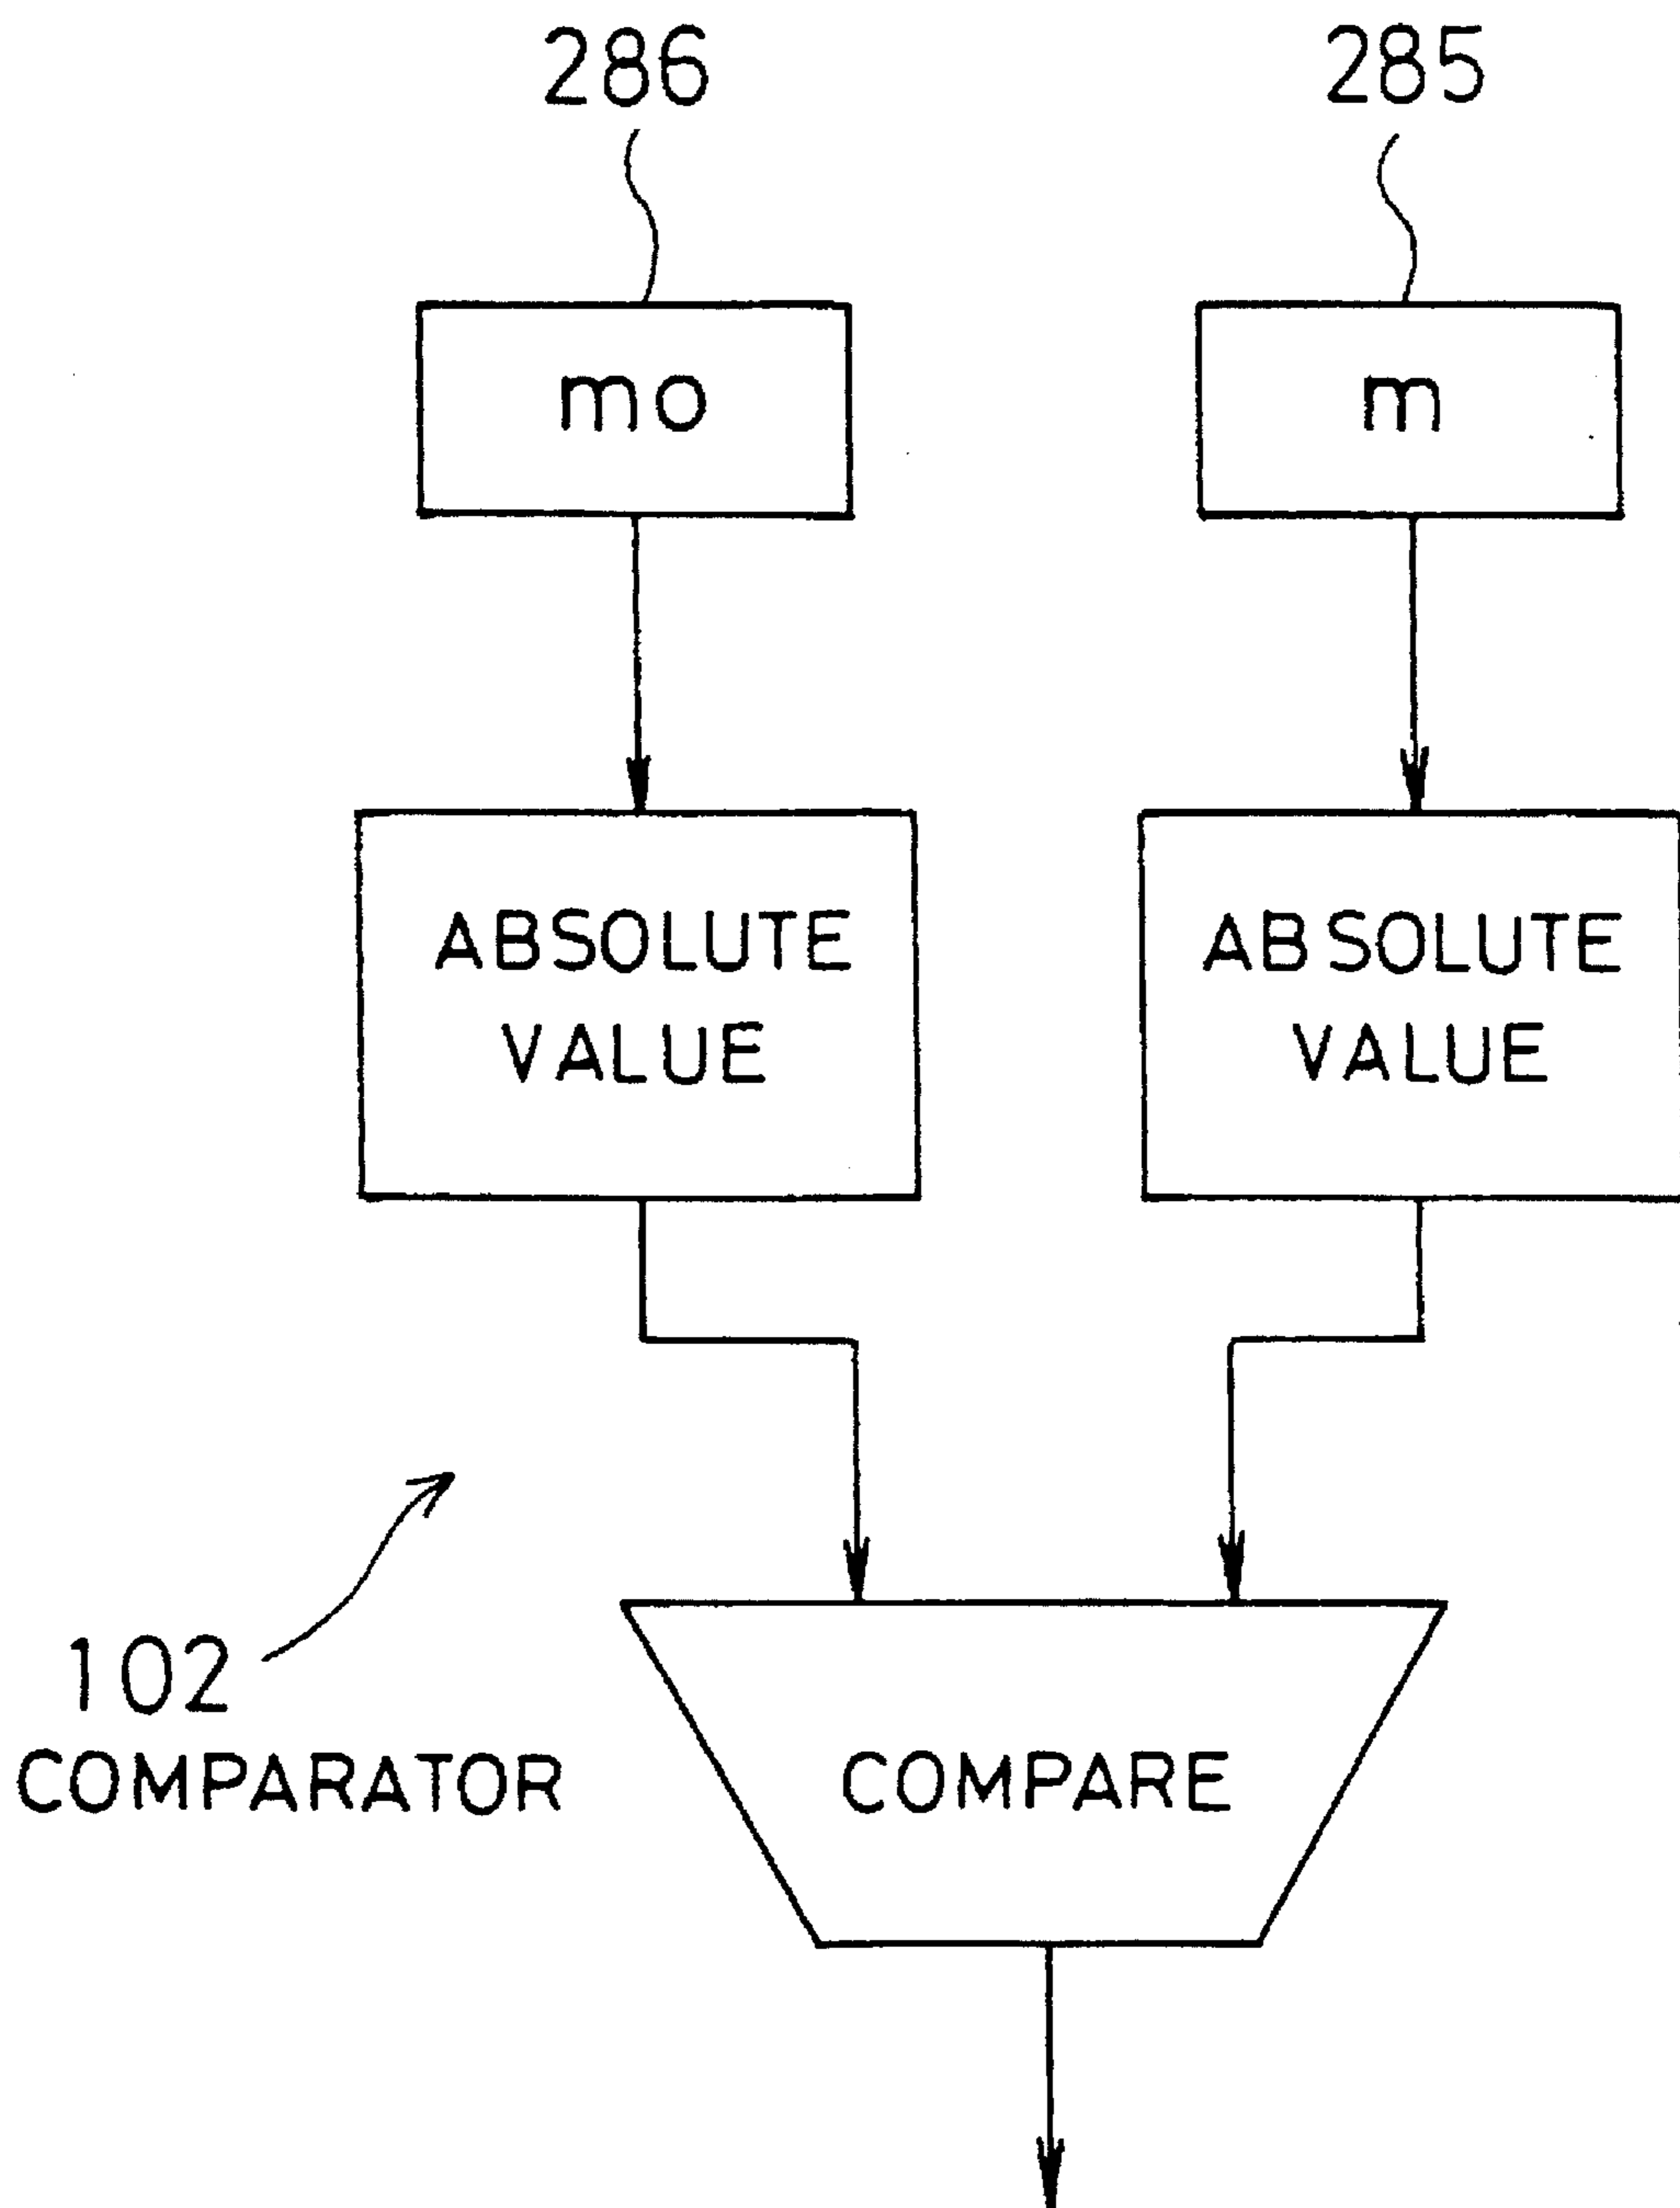 286
285
mo
m
ABSOLUTE
VALUE
ABSOLUTE
VALUE
102
COMPARATOR
COMPARE